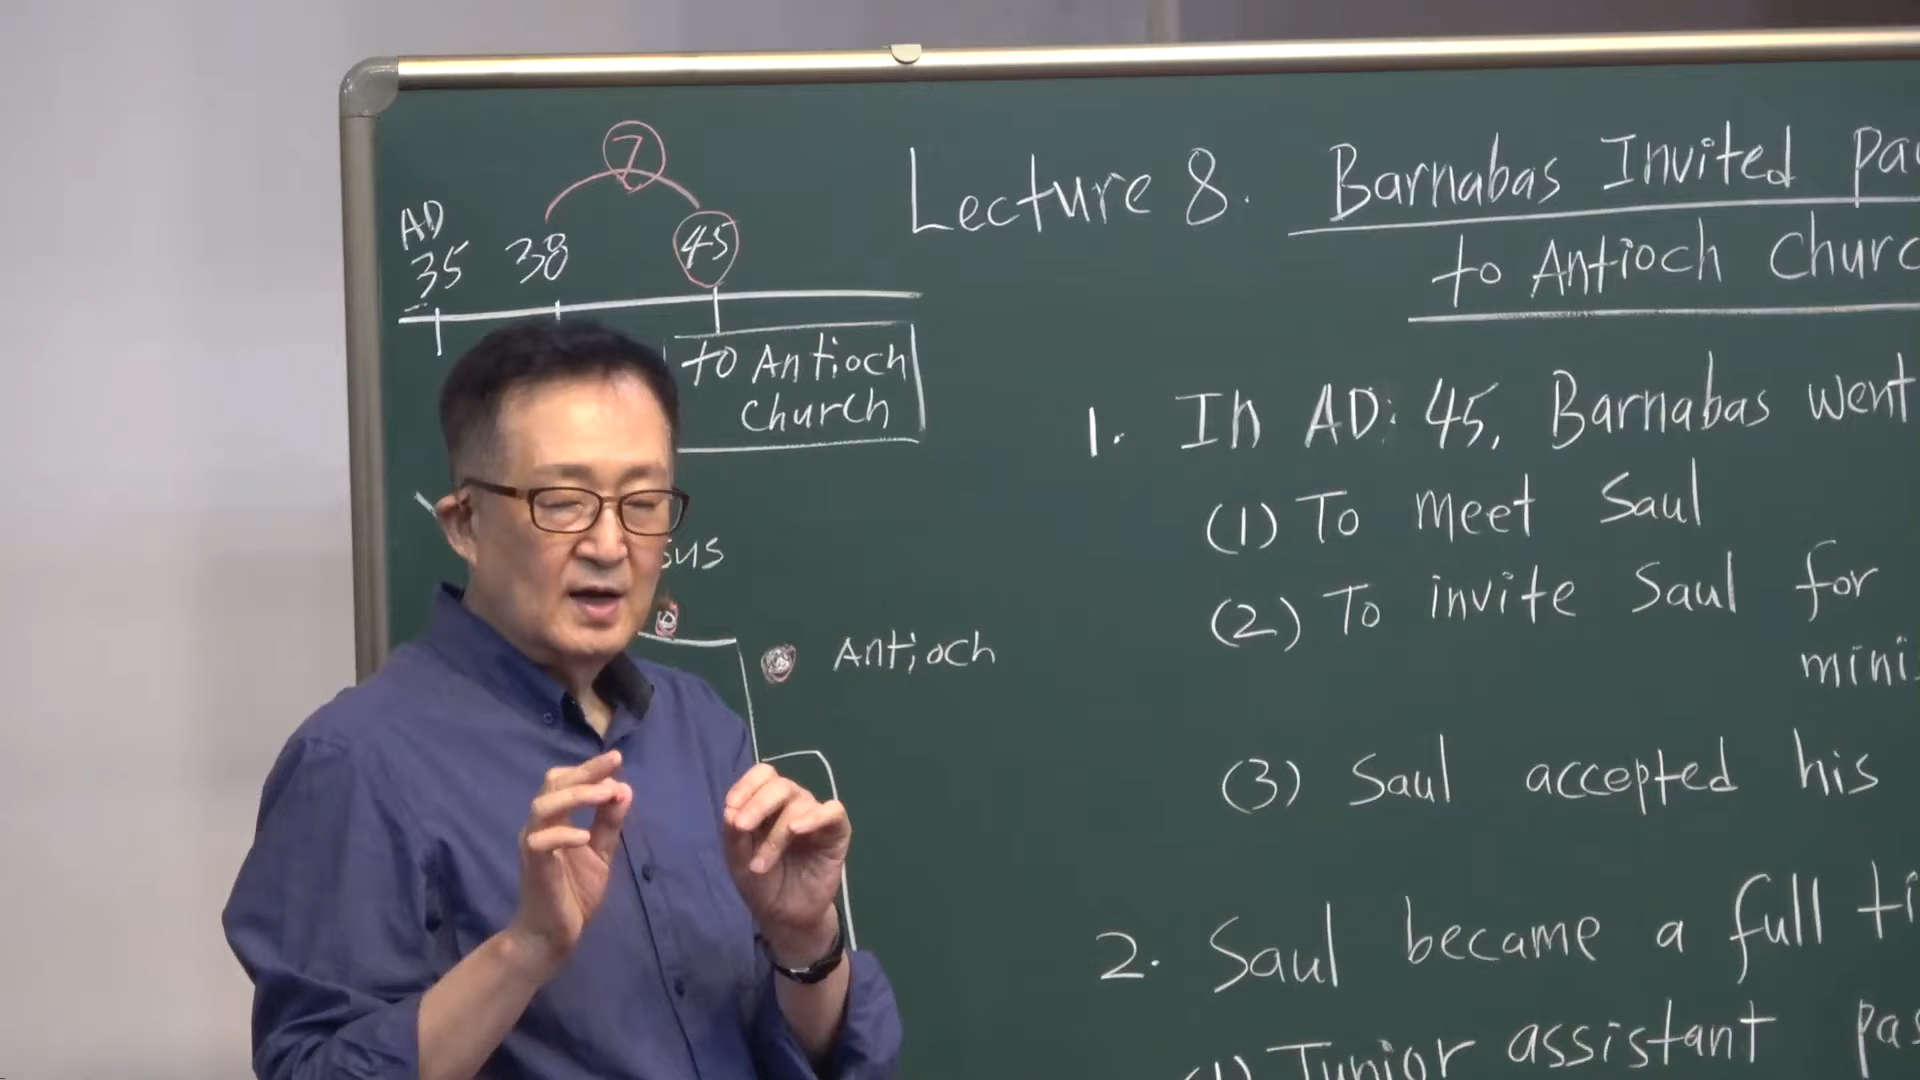 7
AD
35 38 45
to Antioch
church
sus
Antioch
Lecture 8. Barnabas Invited
to Antioch
1. In AD: 45, Barnabas went
(1) To meet Saul
(2) To invite Saul for
(3) Saul accepted his
2. Saul became a full
(1) Junior assistant